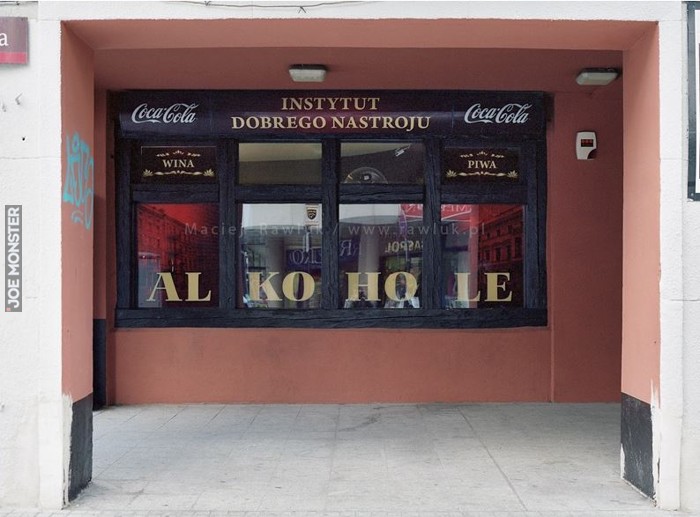 a
Coca-Cola
INSTYTUT
DOBREGO NASTROJU
Coca-Cola
WINA
PIWA
Maciej Rawluk / www.rawluk.pl
AL KO HO LE
JOE MONSTER